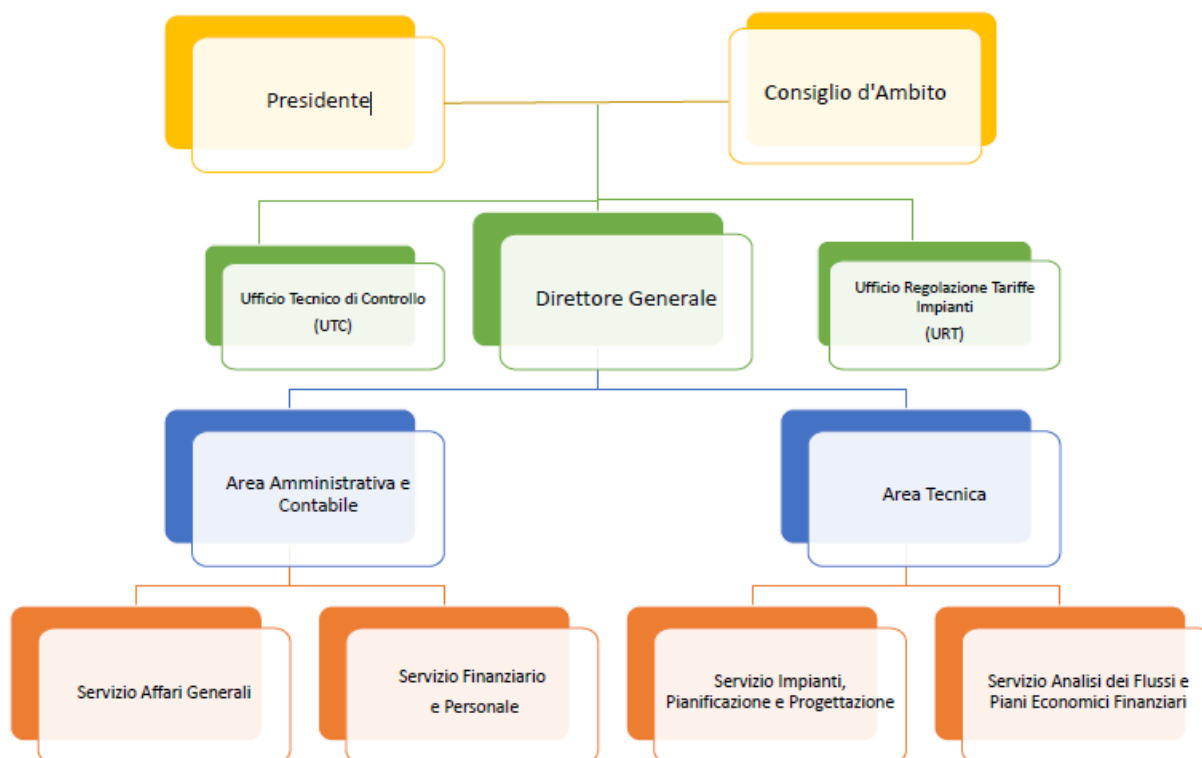 Presidente
Consiglio d'Ambito
Ufficio Tecnico di Controllo
(UTC)
Direttore Generale
Ufficio Regolazione Tariffe
Impianti
(URT)
Area Amministrativa e
Contabile
Area Tecnica
Servizio Affari Generali
Servizio Finanziario
e Personale
Servizio Impianti,
Pianificazione e Progettazione
Servizio Analisi dei Flussi e
Piani Economici Finanziari